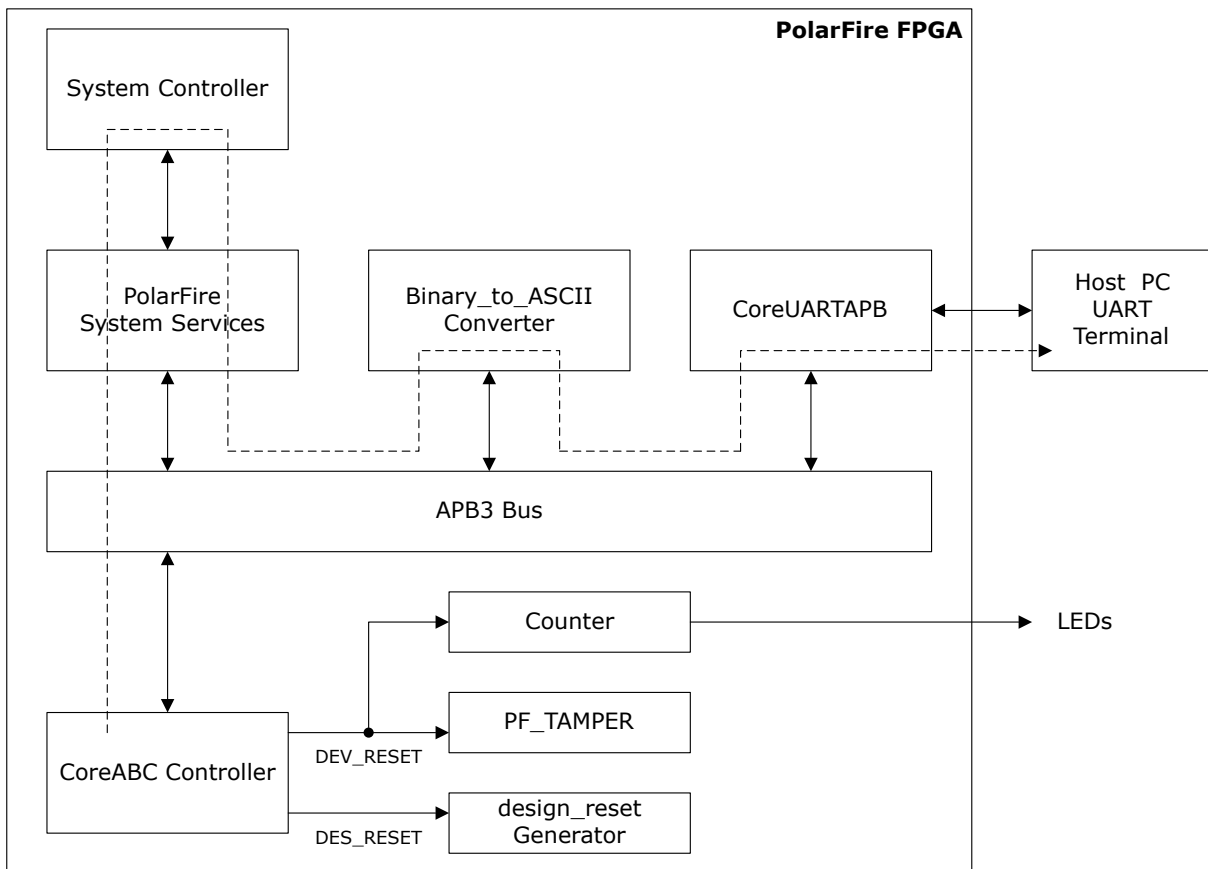 PolarFire FPGA
System Controller
PolarFire
System Services
Binary_to_ASCII
Converter
CoreUARTAPB
Host PC
UART
Terminal
APB3 Bus
Counter
LEDs
PF_TAMPER
DEV_RESET
CoreABC Controller
design_reset
Generator
DES_RESET